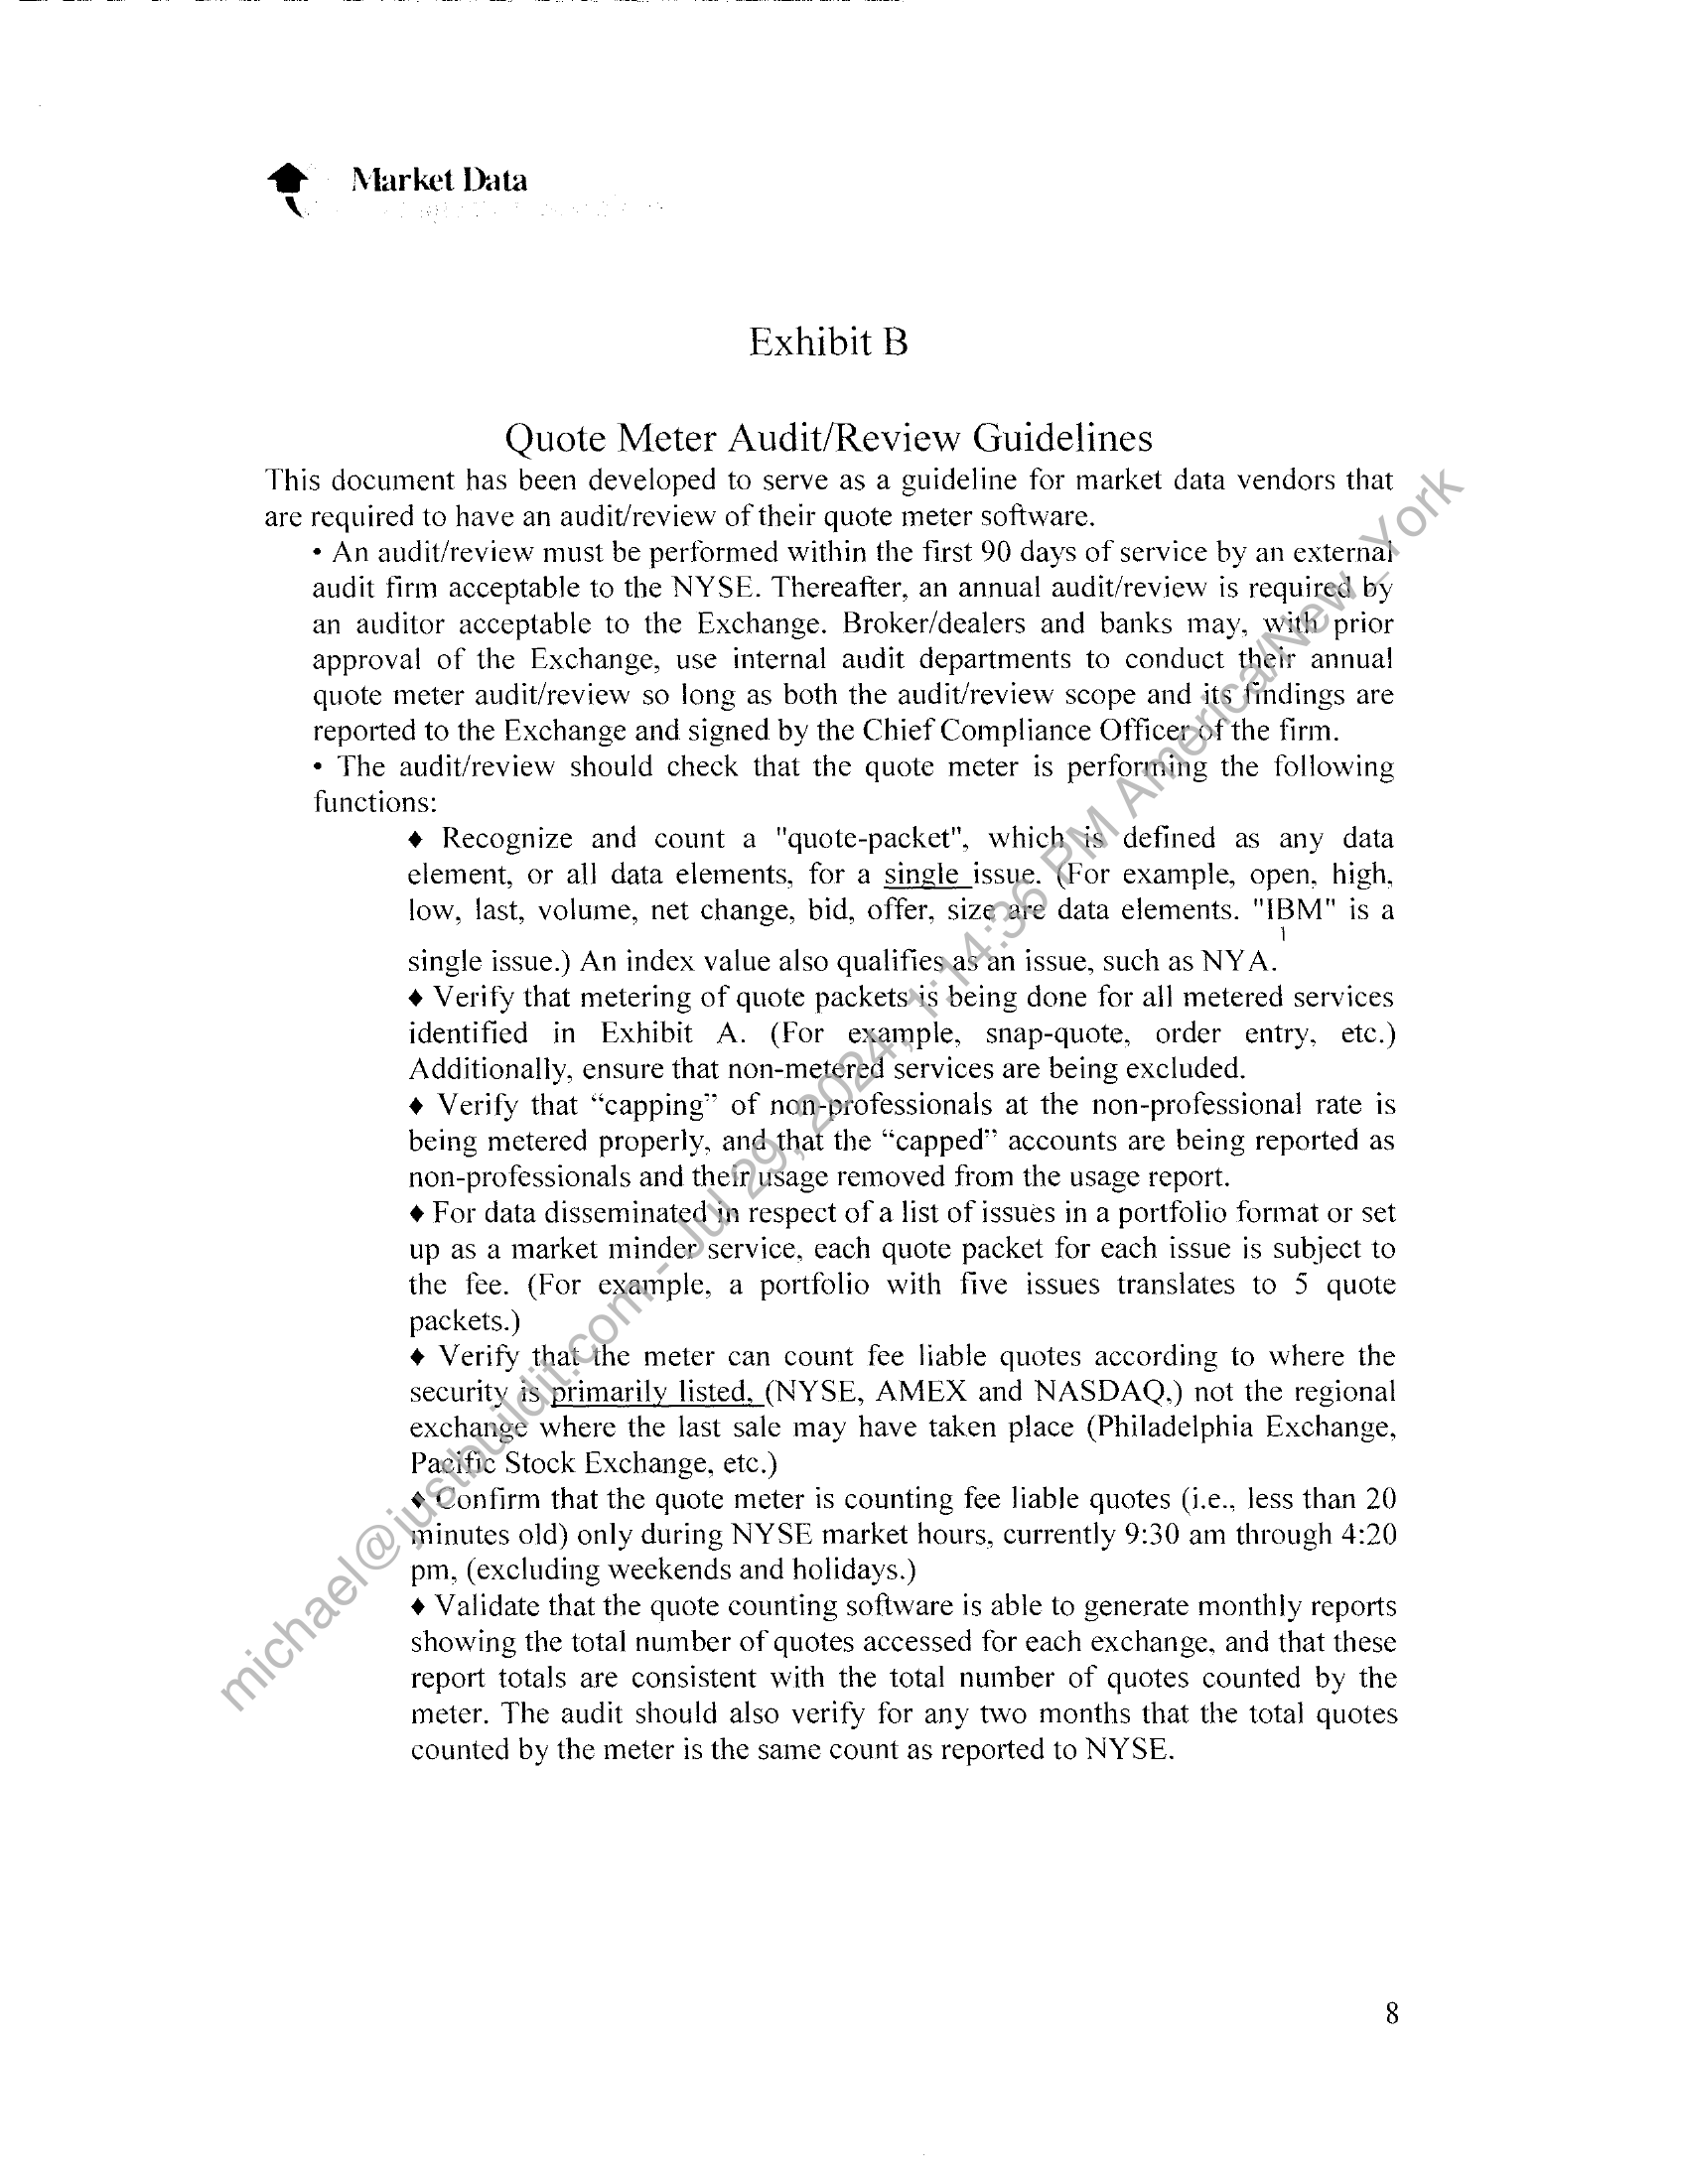 Market Data
Exhibit B
Quote Meter Audit/Review Guidelines
This document has been developed to serve as a guideline for market data vendors that
are required to have an audit/review of their quote meter software.
• An audit/review must be performed within the first 90 days of service by an external
audit firm acceptable to the NYSE. Thereafter, an annual audit/review is required by
an auditor acceptable to the Exchange. Broker/dealers and banks may, with prior
approval of the Exchange, use internal audit departments to conduct their annual
quote meter audit/review so long as both the audit/review scope and its findings are
reported to the Exchange and signed by the Chief Compliance Officer of the firm.
• The audit/review should check that the quote meter is performing the following
functions:
♦ Recognize and count a "quote-packet", which is defined as any data
element, or all data elements, for a single issue. (For example, open, high,
low, last, volume, net change, bid, offer, size are data elements. "IBM" is a
single issue.) An index value also qualifies as an issue, such as NYA.1
♦ Verify that metering of quote packets is being done for all metered services
identified in Exhibit A. (For example, snap-quote, order entry, etc.)
Additionally, ensure that non-metered services are being excluded.
♦ Verify that “capping” of non-professionals at the non-professional rate is
being metered properly, and that the “capped” accounts are being reported as
non-professionals and their usage removed from the usage report.
♦ For data disseminated in respect of a list of issues in a portfolio format or set
up as a market minder service, each quote packet for each issue is subject to
the fee. (For example, a portfolio with five issues translates to 5 quote
packets.)
♦ Verify that the meter can count fee liable quotes according to where the
security is primarily listed, (NYSE, AMEX and NASDAQ,) not the regional
exchange where the last sale may have taken place (Philadelphia Exchange,
Pacific Stock Exchange, etc.)
♦ Confirm that the quote meter is counting fee liable quotes (i.e., less than 20
minutes old) only during NYSE market hours, currently 9:30 am through 4:20
pm, (excluding weekends and holidays.)
♦ Validate that the quote counting software is able to generate monthly reports
showing the total number of quotes accessed for each exchange, and that these
report totals are consistent with the total number of quotes counted by the
meter. The audit should also verify for any two months that the total quotes
counted by the meter is the same count as reported to NYSE.
8
michael@justbuildit.com - Jul 29, 2024, 1:14:36 PM America/New_York